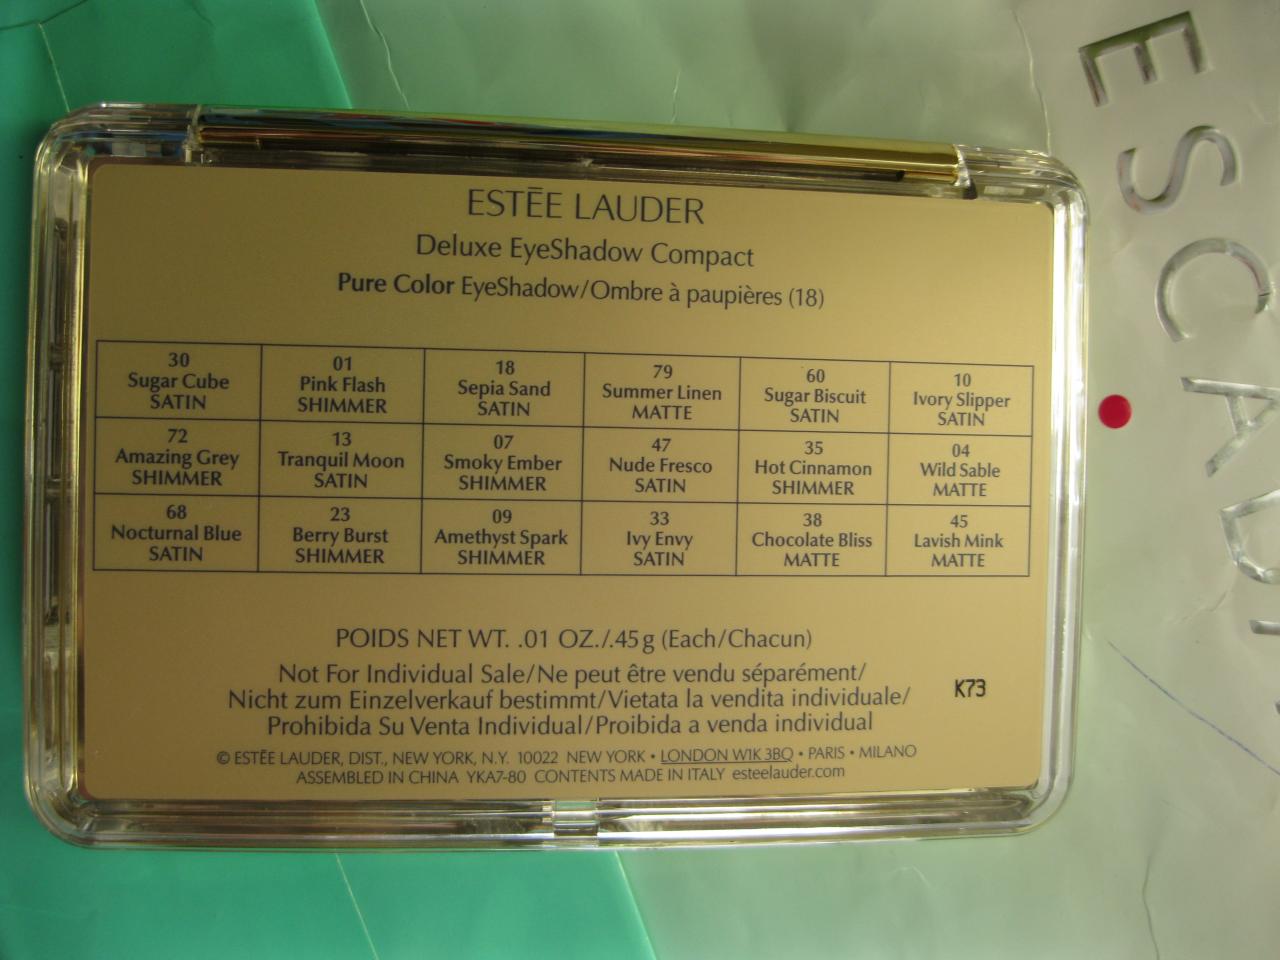 ESTĒE LAUDER
Deluxe EyeShadow Compact
Pure Color EyeShadow/Ombre à paupières (18)
30
Sugar Cube
SATIN
01
Pink Flash
SHIMMER
18
Sepia Sand
SATIN
79
Summer Linen
MATTE
60
Sugar Biscuit
SATIN
10
Ivory Slipper
SATIN
72
Amazing Grey
SHIMMER
13
Tranquil Moon
SATIN
07
Smoky Ember
SHIMMER
47
Nude Fresco
SATIN
35
Hot Cinnamon
SHIMMER
04
Wild Sable
MATTE
68
Nocturnal Blue
SATIN
23
Berry Burst
SHIMMER
09
Amethyst Spark
SHIMMER
33
Ivy Envy
SATIN
38
Chocolate Bliss
MATTE
45
Lavish Mink
MATTE
POIDS NET WT. .01 OZ./.45g (Each/Chacun)
Not For Individual Sale/Ne peut être vendu séparément/
Nicht zum Einzelverkauf bestimmt/Vietata la vendita individuale/
Prohibida Su Venta Individual/Proibida a venda individual
K73
© ESTĒE LAUDER, DIST., NEW YORK, N.Y. 10022 NEW YORK • LONDON W1K 3BQ • PARIS • MILANO
ASSEMBLED IN CHINA YKA7-80 CONTENTS MADE IN ITALY esteelauder.com
ESCAD